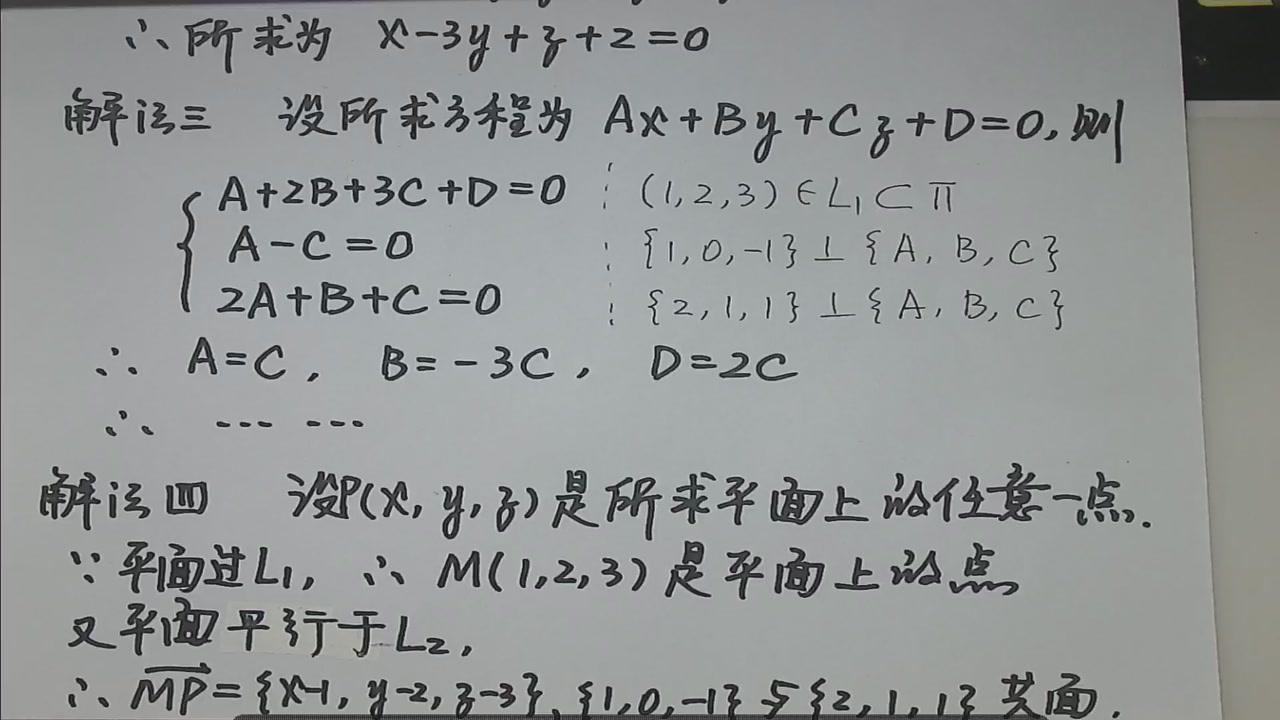 ∴ 所求为 x-3y+z+2=0
解法三 设所求方程为 Ax+By+Cz+D=0,则
A+2B+3C+D=0 (1,2,3)∈L₁⊂Π
A-C=0 {1,0,-1}⊥{A,B,C}
2A+B+C=0 {2,1,1}⊥{A,B,C}
∴ A=C, B=-3C, D=2C
∴ ⋯⋯ ⋯⋯
解法四 设P(x,y,z)是所求平面上的任意一点.
∵平面过L₁, ∴ M(1,2,3)是平面上的点
又平面平行于L₂,
∴ MP={x-1, y-2, z-3}、{1,0,-1}与{2,1,1}共面.